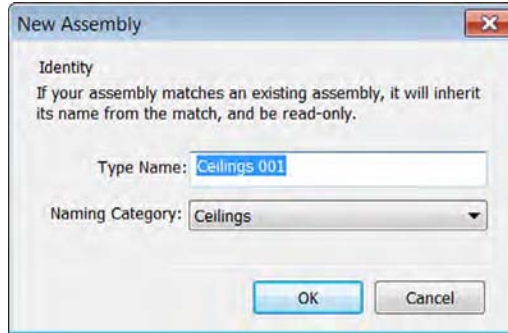 New Assembly
Identity
If your assembly matches an existing assembly, it will inherit
its name from the match, and be read-only.
Type Name: Ceilings 001
Naming Category: Ceilings
OK Cancel